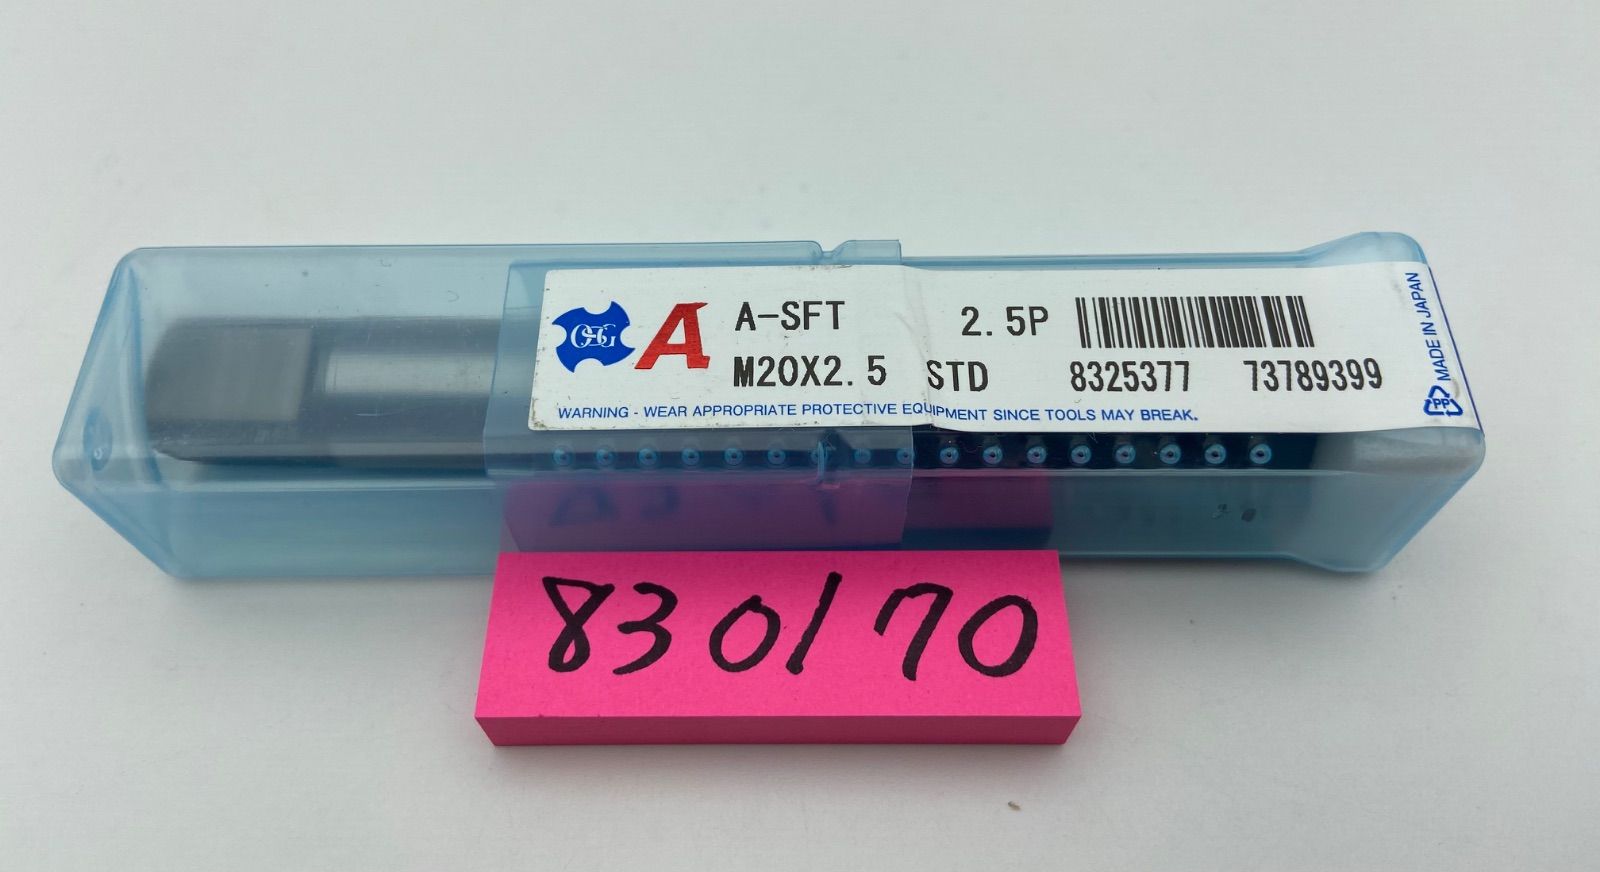 OSG A A-SFT 2.5P
M20X2.5 STD 8325377 73789399
WARNING - WEAR APPROPRIATE PROTECTIVE EQUIPMENT SINCE TOOLS MAY BREAK.
MADE IN JAPAN
PP
830170